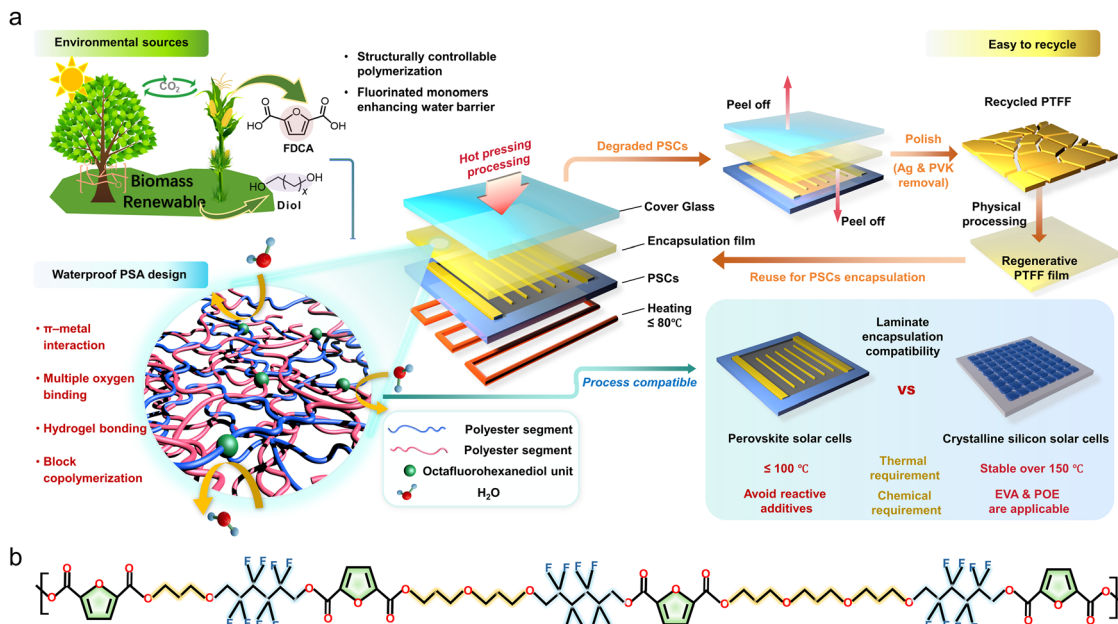 a
Environmental sources
CO2
HO
O
O
O
OH
FDCA
Biomass
Renewable
HO
OH
x
Diol
• Structurally controllable
polymerization
• Fluorinated monomers
enhancing water barrier
Hot pressing
processing
Cover Glass
Encapsulation film
PSCs
Heating
≤ 80℃
Degraded PSCs
Peel off
Peel off
Polish
(Ag & PVK
removal)
Easy to recycle
Recycled PTFF
Physical
processing
Regenerative
PTFF film
Reuse for PSCs encapsulation
Waterproof PSA design
• π–metal
interaction
• Multiple oxygen
binding
• Hydrogel bonding
• Block
copolymerization
Process compatible
Polyester segment
Polyester segment
Octafluorohexanediol unit
H2O
Laminate
encapsulation
compatibility
VS
Perovskite solar cells
Crystalline silicon solar cells
≤ 100 ℃
Thermal
requirement
Stable over 150 ℃
Avoid reactive
additives
Chemical
requirement
EVA & POE
are applicable
b